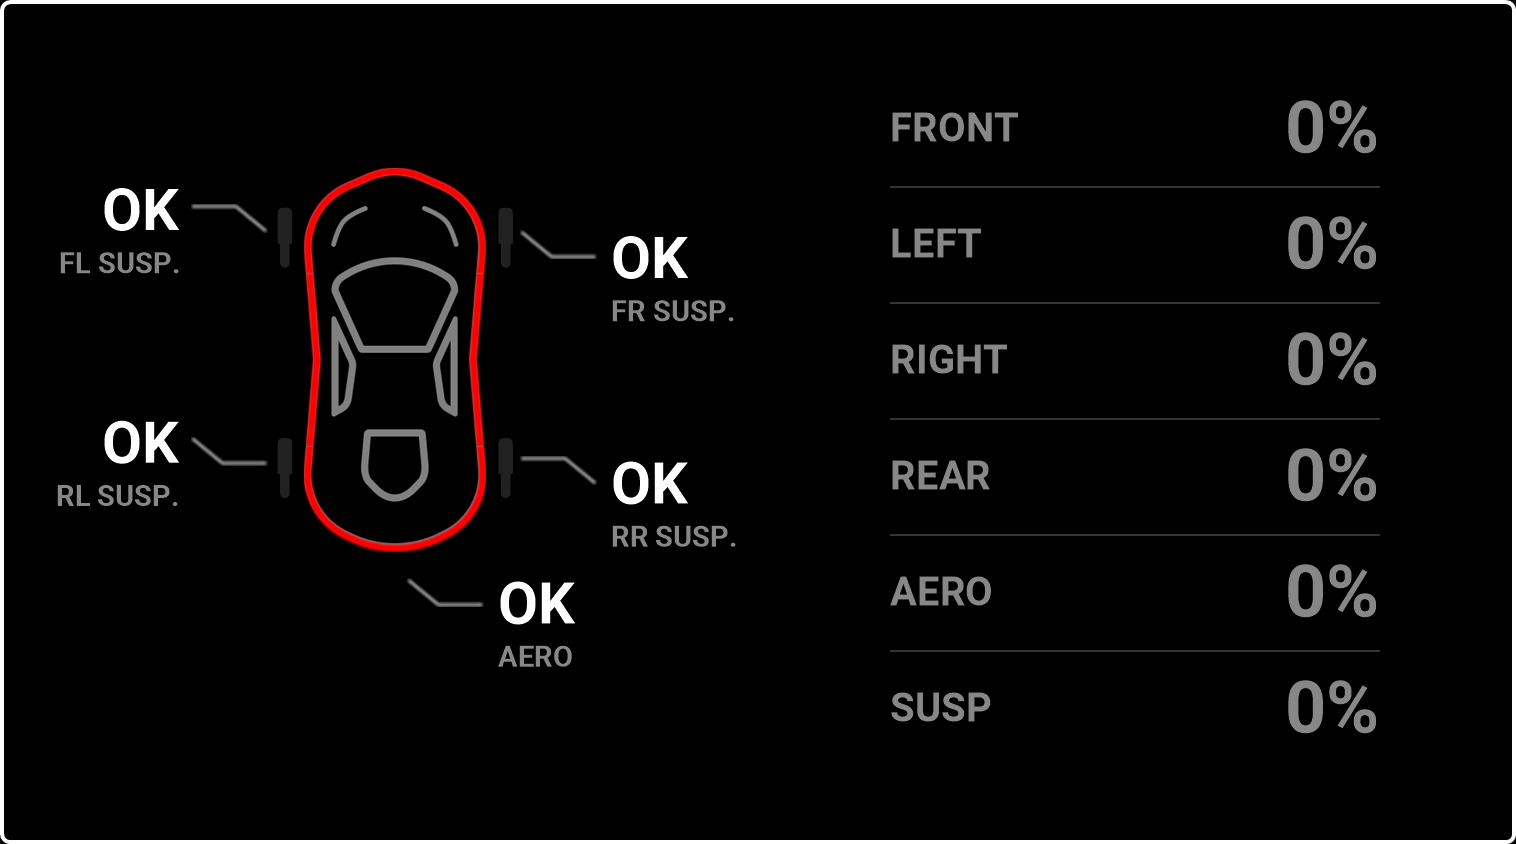 OK
FL SUSP.
OK
FR SUSP.
OK
RL SUSP.
OK
RR SUSP.
OK
AERO
FRONT 0%
LEFT 0%
RIGHT 0%
REAR 0%
AERO 0%
SUSP 0%